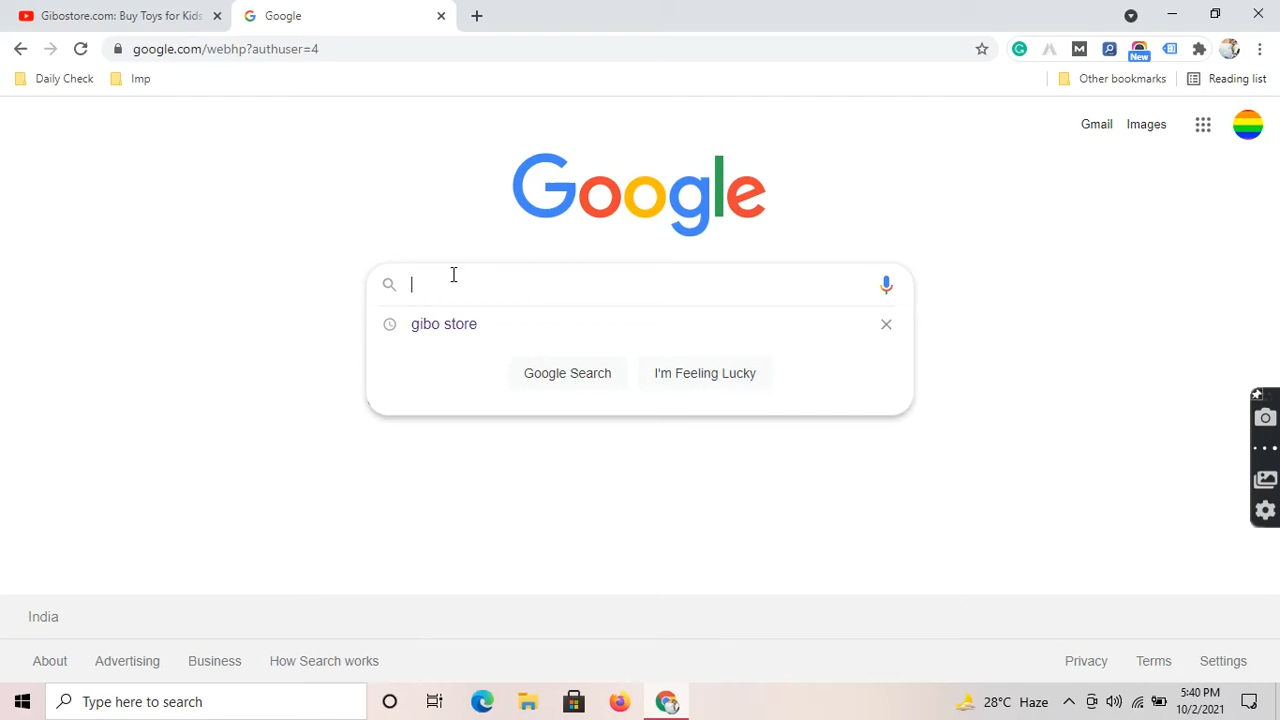 Gibostore.com: Buy Toys for Kids
Google
google.com/webhp?authuser=4
New
Daily Check
Imp
Other bookmarks
Reading list
Gmail
Images
Google
gibo store
Google Search
I'm Feeling Lucky
India
About
Advertising
Business
How Search works
Privacy
Terms
Settings
Type here to search
28°C Haze
5:40 PM
10/2/2021